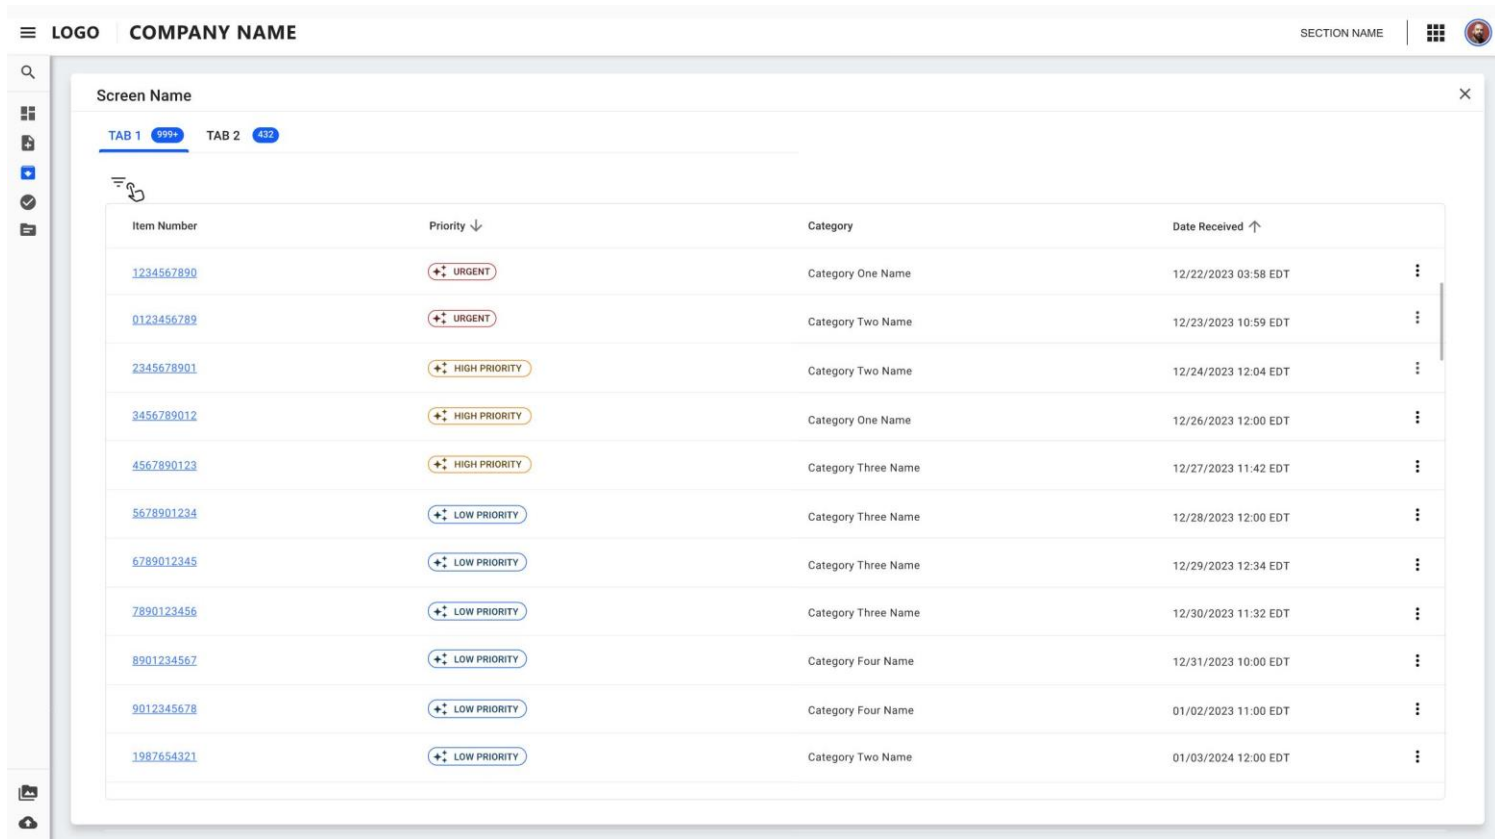 LOGO COMPANY NAME SECTION NAME
Screen Name
TAB 1 999+ TAB 2 432
Item Number Priority Category Date Received
1234567890 URGENT Category One Name 12/22/2023 03:58 EDT
0123456789 URGENT Category Two Name 12/23/2023 10:59 EDT
2345678901 HIGH PRIORITY Category Two Name 12/24/2023 12:04 EDT
3456789012 HIGH PRIORITY Category One Name 12/26/2023 12:00 EDT
4567890123 HIGH PRIORITY Category Three Name 12/27/2023 11:42 EDT
5678901234 LOW PRIORITY Category Three Name 12/28/2023 12:00 EDT
6789012345 LOW PRIORITY Category Three Name 12/29/2023 12:34 EDT
7890123456 LOW PRIORITY Category Three Name 12/30/2023 11:32 EDT
8901234567 LOW PRIORITY Category Four Name 12/31/2023 10:00 EDT
9012345678 LOW PRIORITY Category Four Name 01/02/2023 11:00 EDT
1987654321 LOW PRIORITY Category Two Name 01/03/2024 12:00 EDT